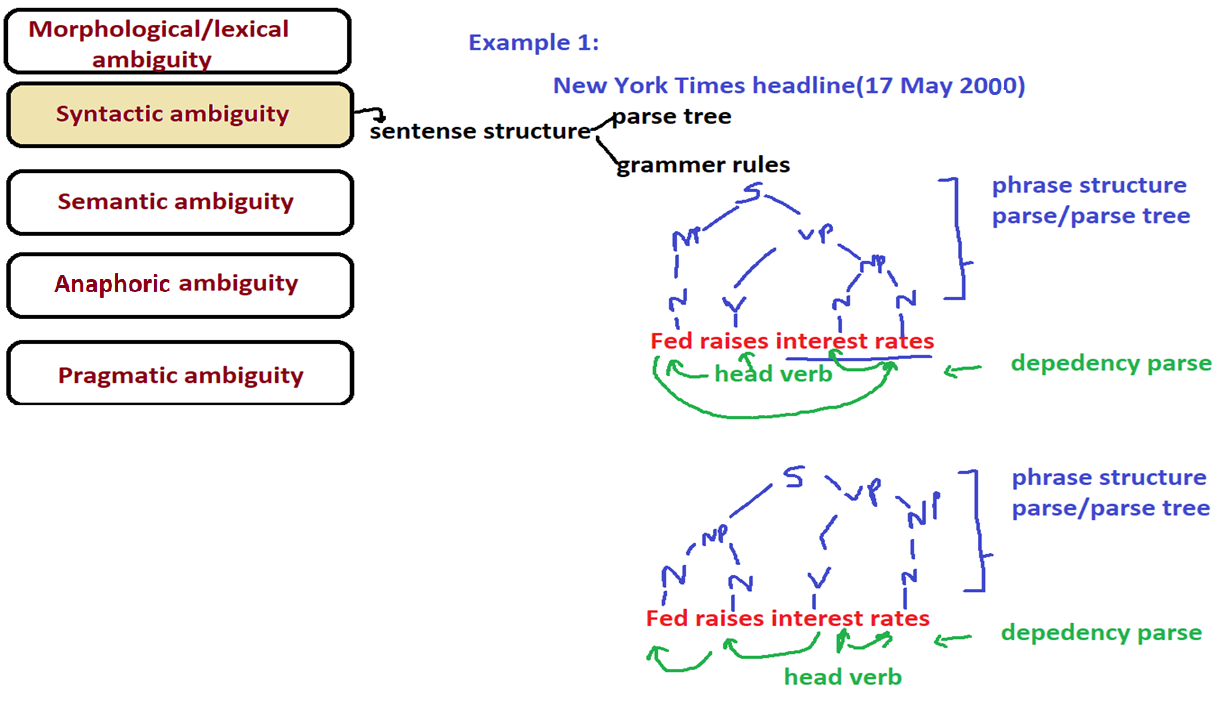 Morphological/lexical
ambiguity
Syntactic ambiguity
Semantic ambiguity
Anaphoric ambiguity
Pragmatic ambiguity
Example 1:
New York Times headline(17 May 2000)
sentense structure
parse tree
grammer rules
S
NP VP
NP
N V N N
Fed raises interest rates
head verb
phrase structure
parse/parse tree
depedency parse
S
VP NP
NP
N N V N
Fed raises interest rates
head verb
phrase structure
parse/parse tree
depedency parse